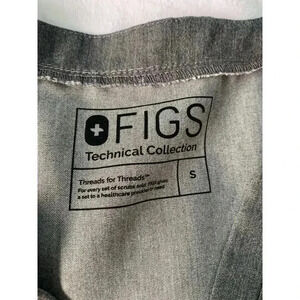 FIGS
Technical Collection
Threads for Threads™
S
For every set of scrubs sold FIGS gives
a set to a healthcare provider in need